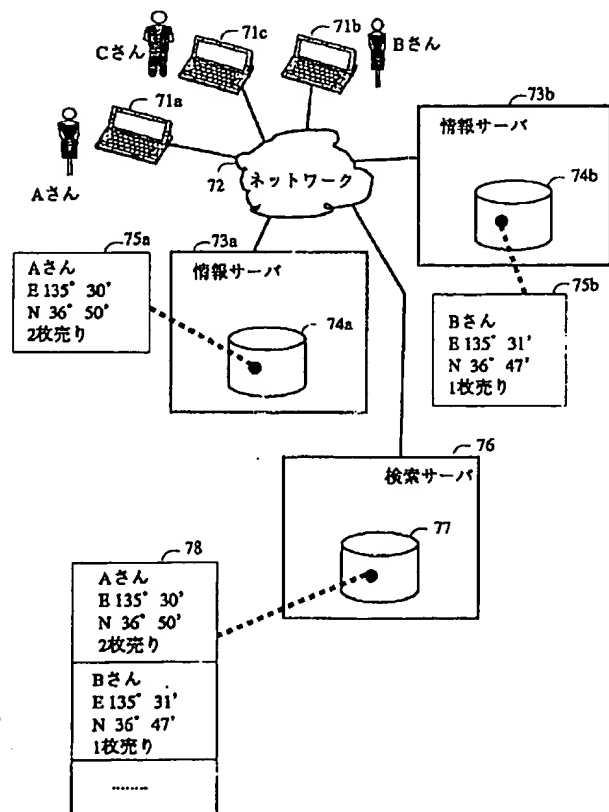 71c
71b
Cさん
Bさん
71a
73b
情報サーバ
72
ネットワーク
74b
Aさん
75a
73a
Aさん
E 135° 30'
N 36° 50'
2枚売り
情報サーバ
74a
75b
Bさん
E 135° 31'
N 36° 47'
1枚売り
76
検索サーバ
77
78
Aさん
E 135° 30'
N 36° 50'
2枚売り
Bさん
E 135° 31'
N 36° 47'
1枚売り
........